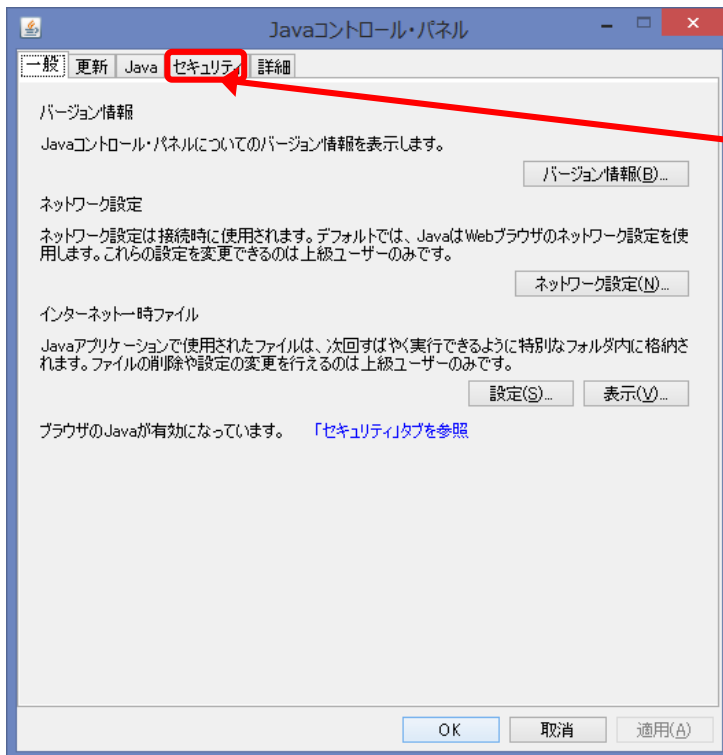 Javaコントロール・パネル
一般 更新 Java セキュリティ 詳細
バージョン情報
Javaコントロール・パネルについてのバージョン情報を表示します。
バージョン情報(B)...
ネットワーク設定
ネットワーク設定は接続時に使用されます。デフォルトでは、JavaはWebブラウザのネットワーク設定を使
用します。これらの設定を変更できるのは上級ユーザーのみです。
ネットワーク設定(N)...
インターネット一時ファイル
Javaアプリケーションで使用されたファイルは、次回すばやく実行できるように特別なフォルダ内に格納さ
れます。ファイルの削除や設定の変更を行えるのは上級ユーザーのみです。
設定(S)... 表示(V)...
ブラウザのJavaが有効になっています。 「セキュリティ」タブを参照
OK 取消 適用(A)